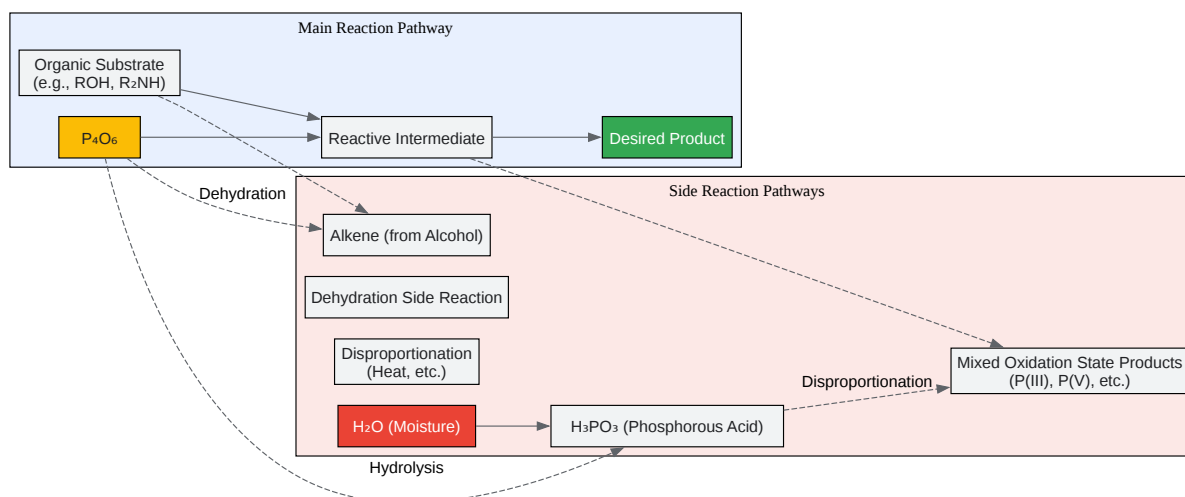 Main Reaction Pathway
Organic Substrate
(e.g., ROH, R₂NH)
P₄O₆
Reactive Intermediate
Desired Product
Dehydration
Side Reaction Pathways
Alkene (from Alcohol)
Dehydration Side Reaction
Disproportionation
(Heat, etc.)
Mixed Oxidation State Products
(P(III), P(V), etc.)
Disproportionation
H₂O (Moisture)
H₃PO₃ (Phosphorous Acid)
Hydrolysis